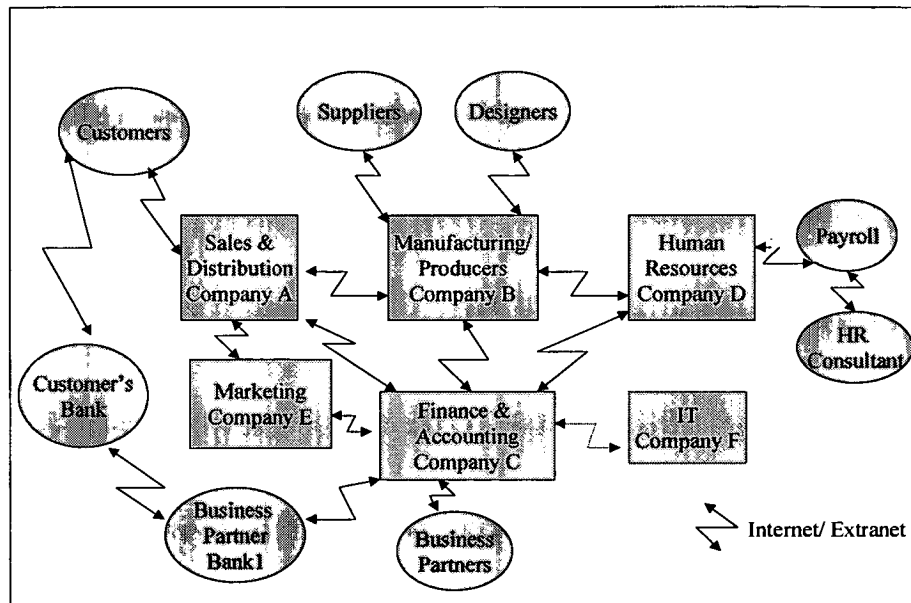 Suppliers
Designers
Customers
Sales &
Distribution
Company A
Manufacturing/
Producers
Company B
Human
Resources
Company D
Payroll
HR
Consultant
Customer's
Bank
Marketing
Company E
Finance &
Accounting
Company C
IT
Company F
Business
Partner
Bank1
Business
Partners
Internet/ Extranet